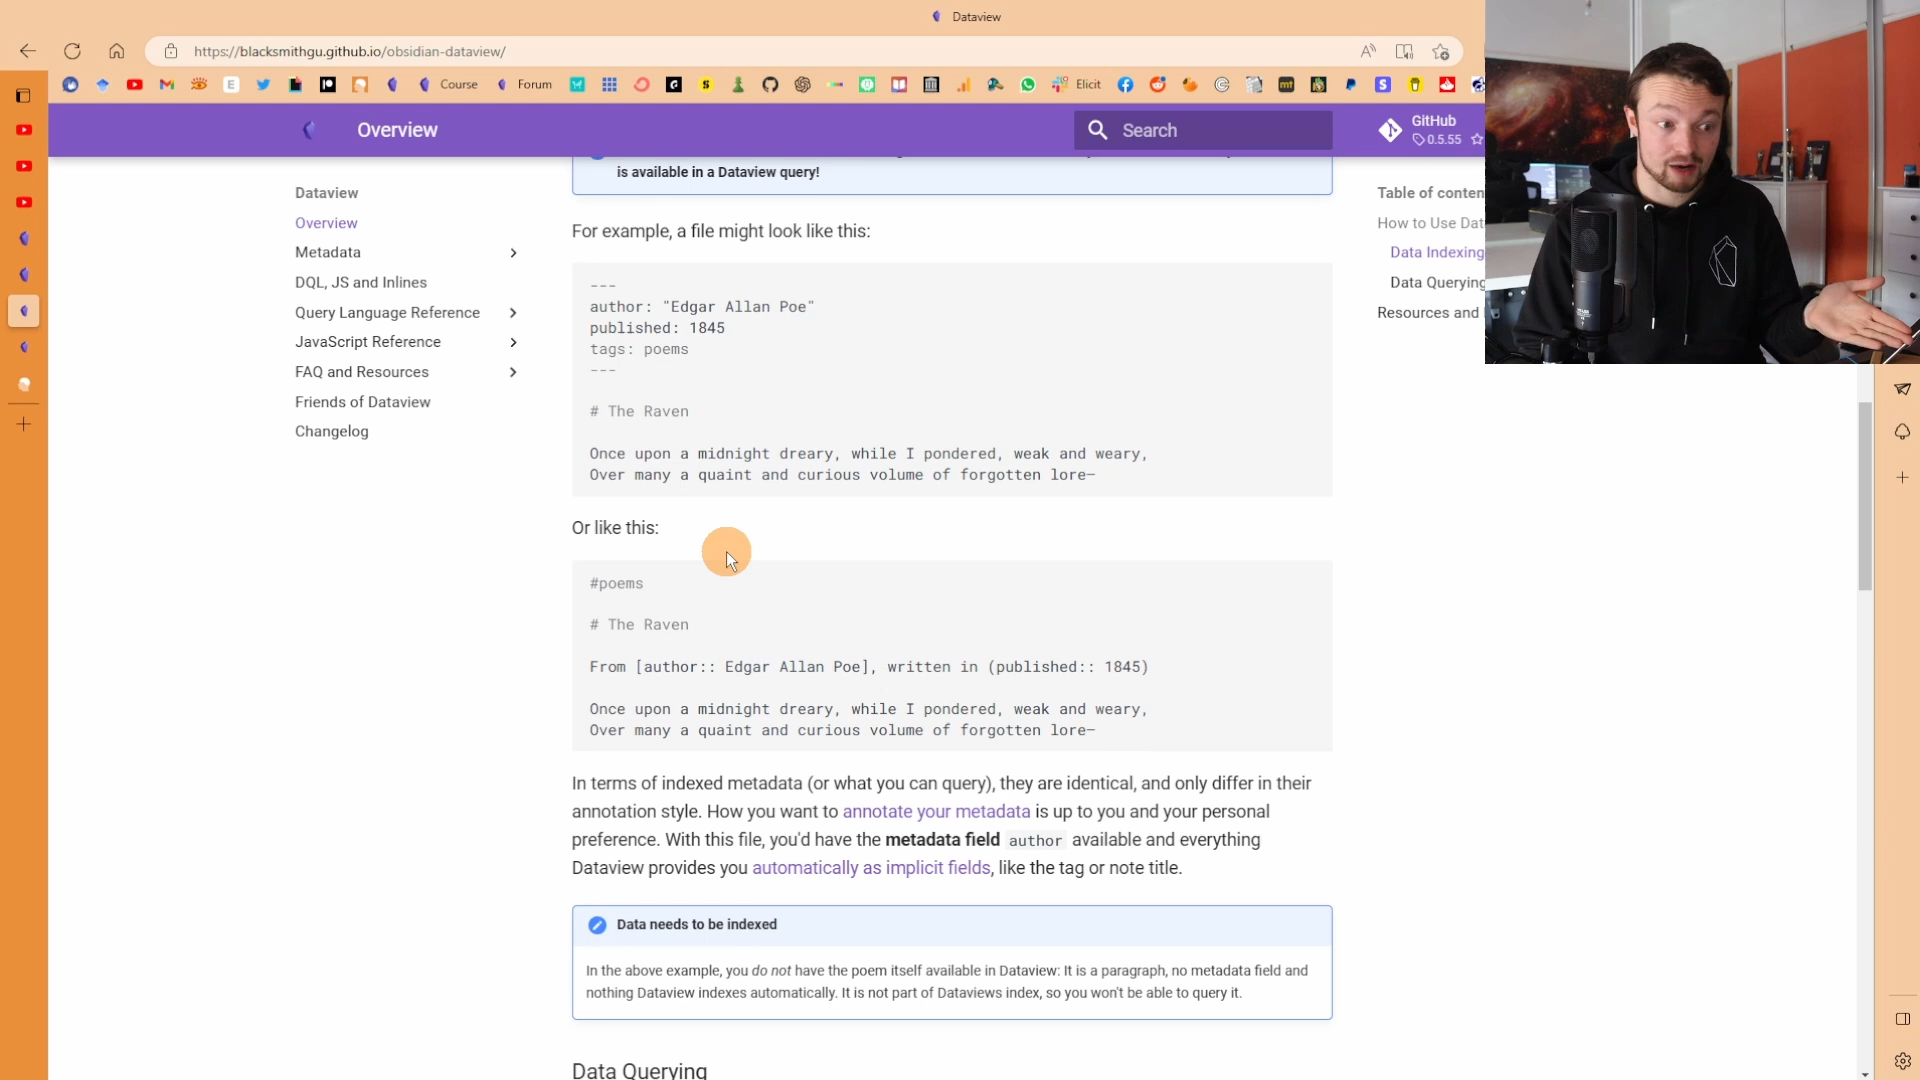 Dataview
https://blacksmithgu.github.io/obsidian-dataview/
Course
Forum
Elicit
Overview
Search
GitHub
0.5.55
is available in a Dataview query!
Dataview
Overview
Metadata
DQL, JS and Inlines
Query Language Reference
JavaScript Reference
FAQ and Resources
Friends of Dataview
Changelog
For example, a file might look like this:
---
author: "Edgar Allan Poe"
published: 1845
tags: poems
---
# The Raven
Once upon a midnight dreary, while I pondered, weak and weary,
Over many a quaint and curious volume of forgotten lore—
Or like this:
#poems
# The Raven
From [author:: Edgar Allan Poe], written in (published:: 1845)
Once upon a midnight dreary, while I pondered, weak and weary,
Over many a quaint and curious volume of forgotten lore—
In terms of indexed metadata (or what you can query), they are identical, and only differ in their
annotation style. How you want to annotate your metadata is up to you and your personal
preference. With this file, you'd have the metadata field author available and everything
Dataview provides you automatically as implicit fields, like the tag or note title.
Data needs to be indexed
In the above example, you do not have the poem itself available in Dataview: It is a paragraph, no metadata field and
nothing Dataview indexes automatically. It is not part of Dataviews index, so you won't be able to query it.
Data Querying
Table of conten
How to Use Dat
Data Indexing
Data Querying
Resources and